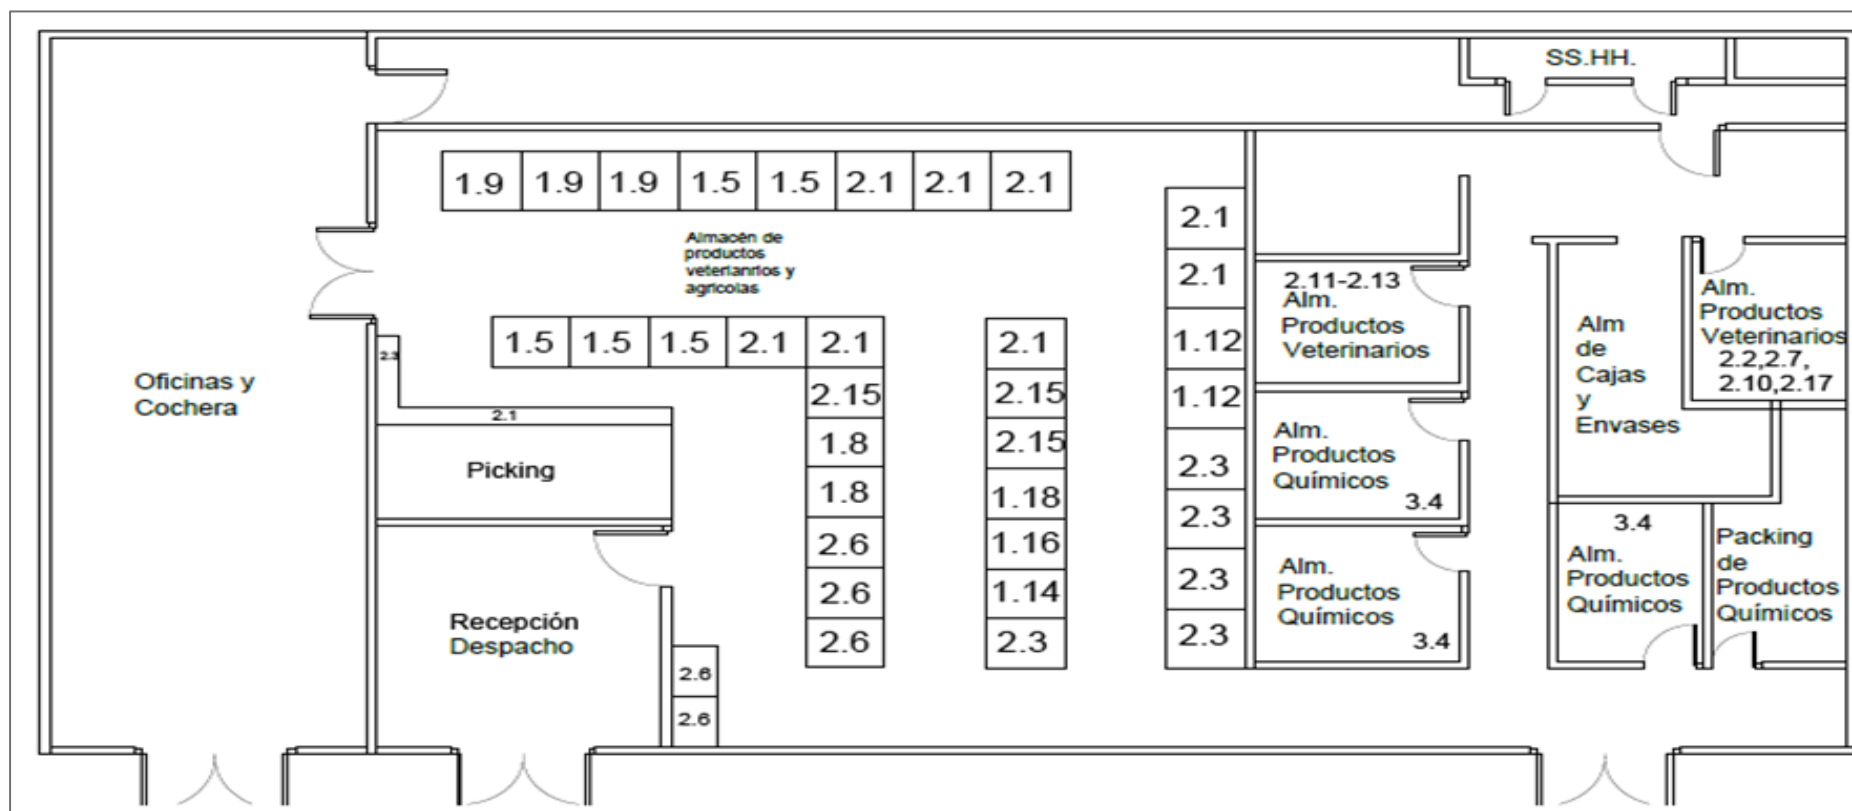 SS.HH.
1.9 1.9 1.9 1.5 1.5 2.1 2.1 2.1
Almacén de
productos
veterianrios y
agricolas
1.5 1.5 1.5 2.1 2.1
2.15
1.8
1.8
2.6
2.6
2.6
2.1
2.15
2.15
1.18
1.16
1.14
2.3
2.1
2.1
1.12
1.12
2.3
2.3
2.3
2.3
2.3
2.1
Oficinas y
Cochera
Picking
Recepción
Despacho
2.6
2.6
2.11-2.13
Alm.
Productos
Veterinarios
Alm.
Productos
Químicos
3.4
Alm.
Productos
Químicos
3.4
Alm
de
Cajas
y
Envases
Alm.
Productos
Veterinarios
2.2,2.7,
2.10,2.17
3.4
Alm.
Productos
Químicos
Packing
de
Productos
Químicos